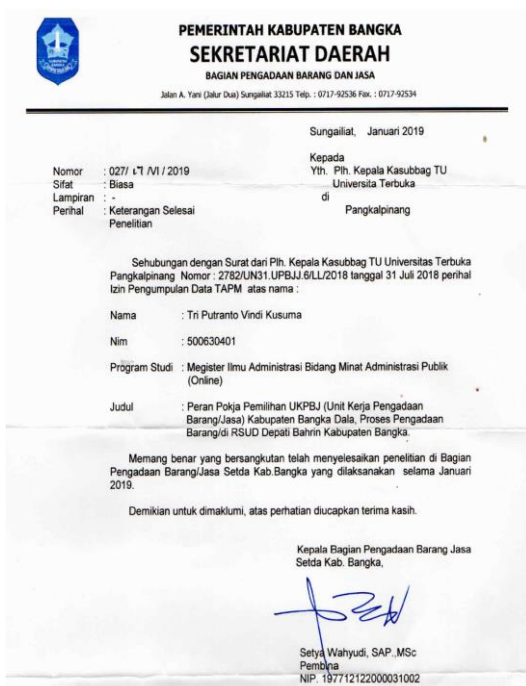 PEMERINTAH KABUPATEN BANGKA
SEKRETARIAT DAERAH
BAGIAN PENGADAAN BARANG DAN JASA
Jalan A. Yani (Jalur Dua) Sungailiat 33215 Telp. : 0717-92536 Fax. : 0717-92534
Sungailiat, Januari 2019
Kepada
Nomor : 027/ /VI / 2019 Yth. Plh. Kepala Kasubbag TU
Sifat : Biasa Universita Terbuka
Lampiran : - di
Perihal : Keterangan Selesai Pangkalpinang
Penelitian
Sehubungan dengan Surat dari Plh. Kepala Kasubbag TU Universitas Terbuka
Pangkalpinang Nomor : 2782/UN31.UPBJJ.6/LL/2018 tanggal 31 Juli 2018 perihal
Izin Pengumpulan Data TAPM atas nama :
Nama : Tri Putranto Vindi Kusuma
Nim : 500630401
Program Studi : Megister Ilmu Administrasi Bidang Minat Administrasi Publik
(Online)
Judul : Peran Pokja Pemilihan UKPBJ (Unit Kerja Pengadaan
Barang/Jasa) Kabupaten Bangka Dala, Proses Pengadaan
Barang/di RSUD Depati Bahrin Kabupaten Bangka.
Memang benar yang bersangkutan telah menyelesaikan penelitian di Bagian
Pengadaan Barang/Jasa Setda Kab.Bangka yang dilaksanakan selama Januari
2019.
Demikian untuk dimaklumi, atas perhatian diucapkan terima kasih.
Kepala Bagian Pengadaan Barang Jasa
Setda Kab. Bangka,
Setya Wahyudi, SAP.,MSc
Pembina
NIP. 197712122000031002